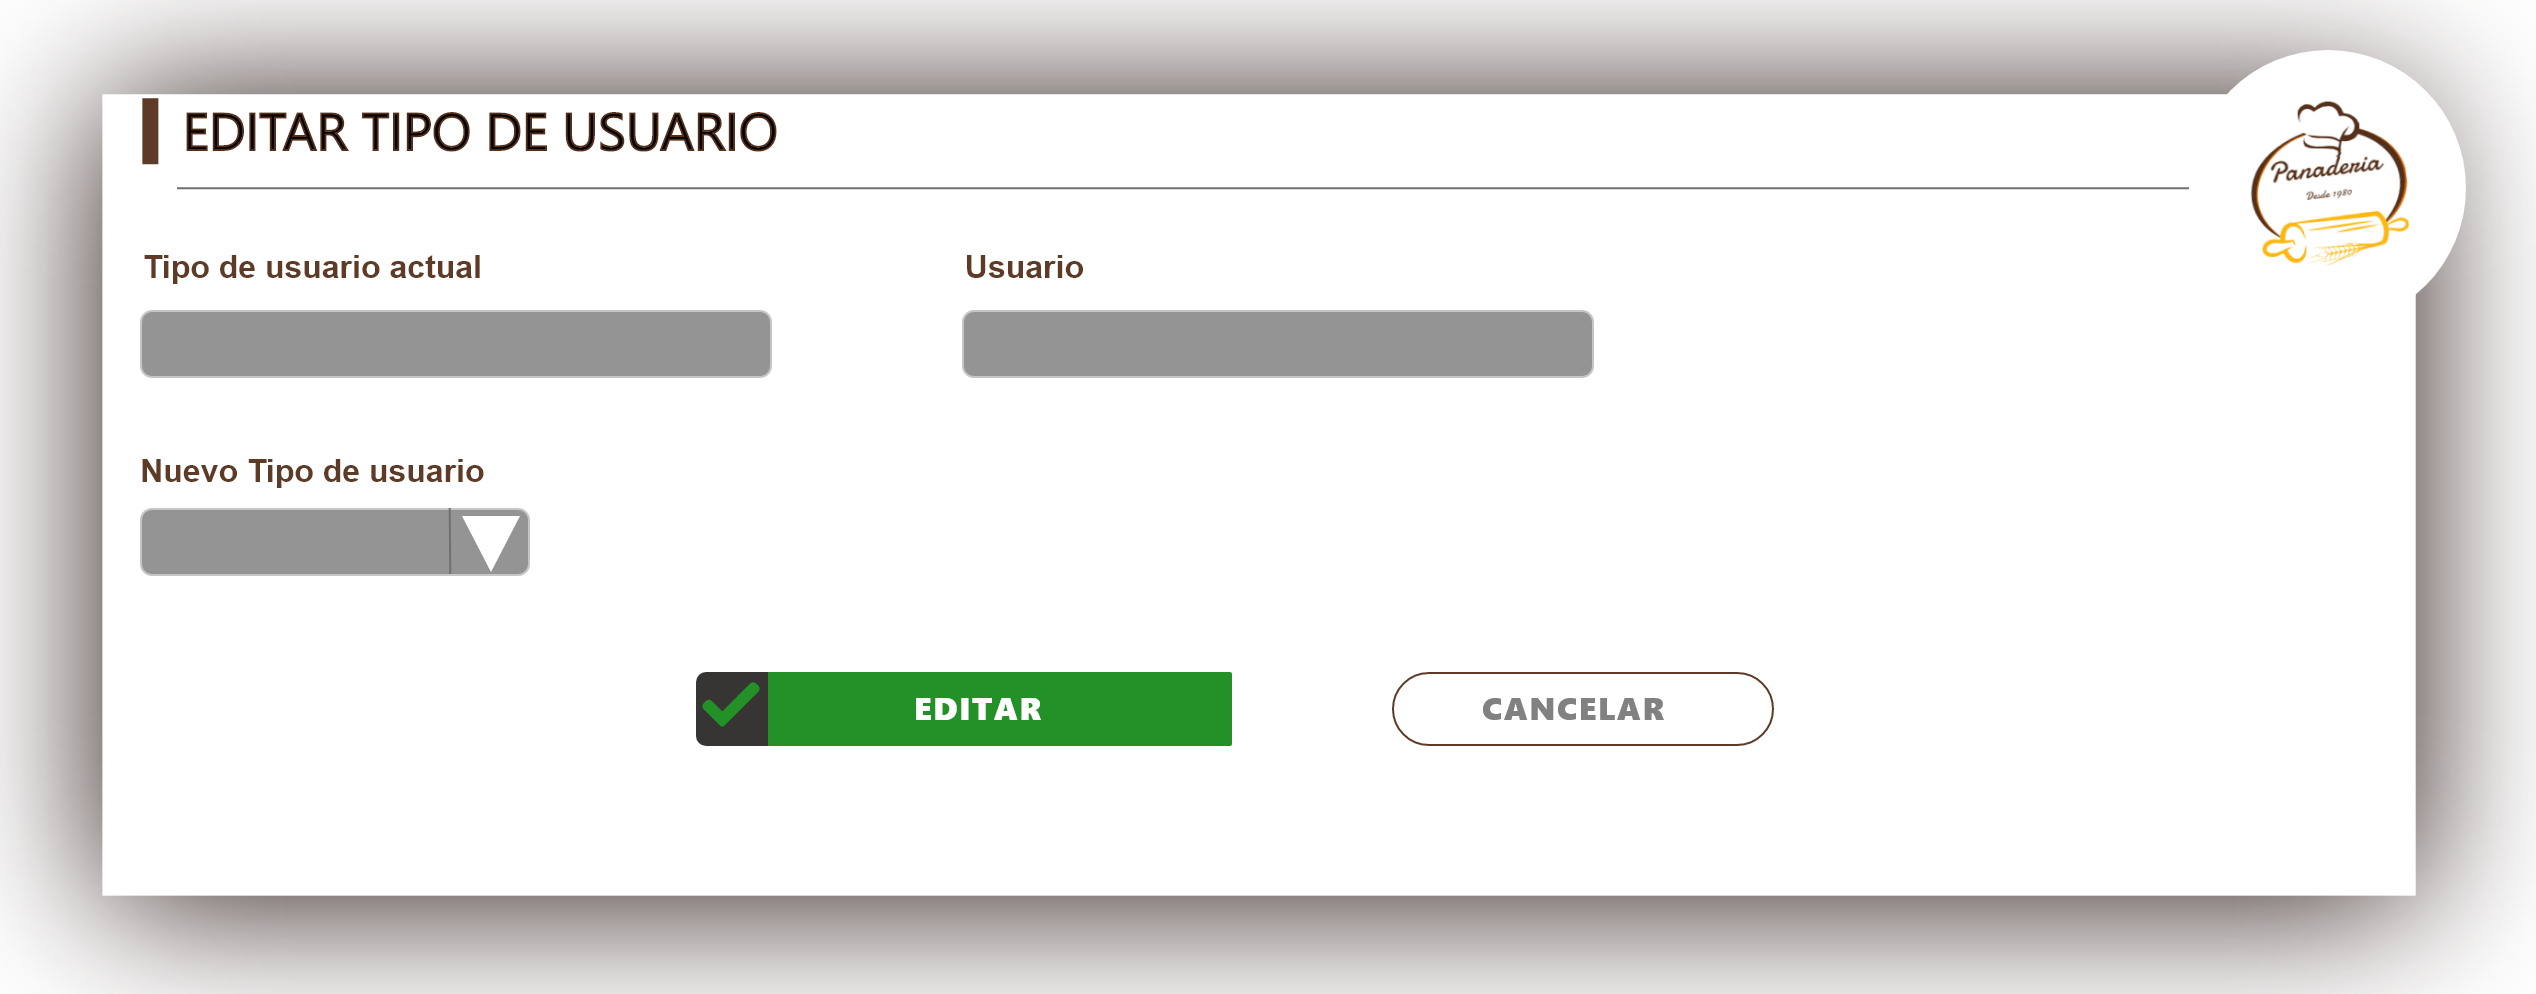 EDITAR TIPO DE USUARIO
Panaderia
Desde 1980
Tipo de usuario actual
Usuario
Nuevo Tipo de usuario
EDITAR
CANCELAR